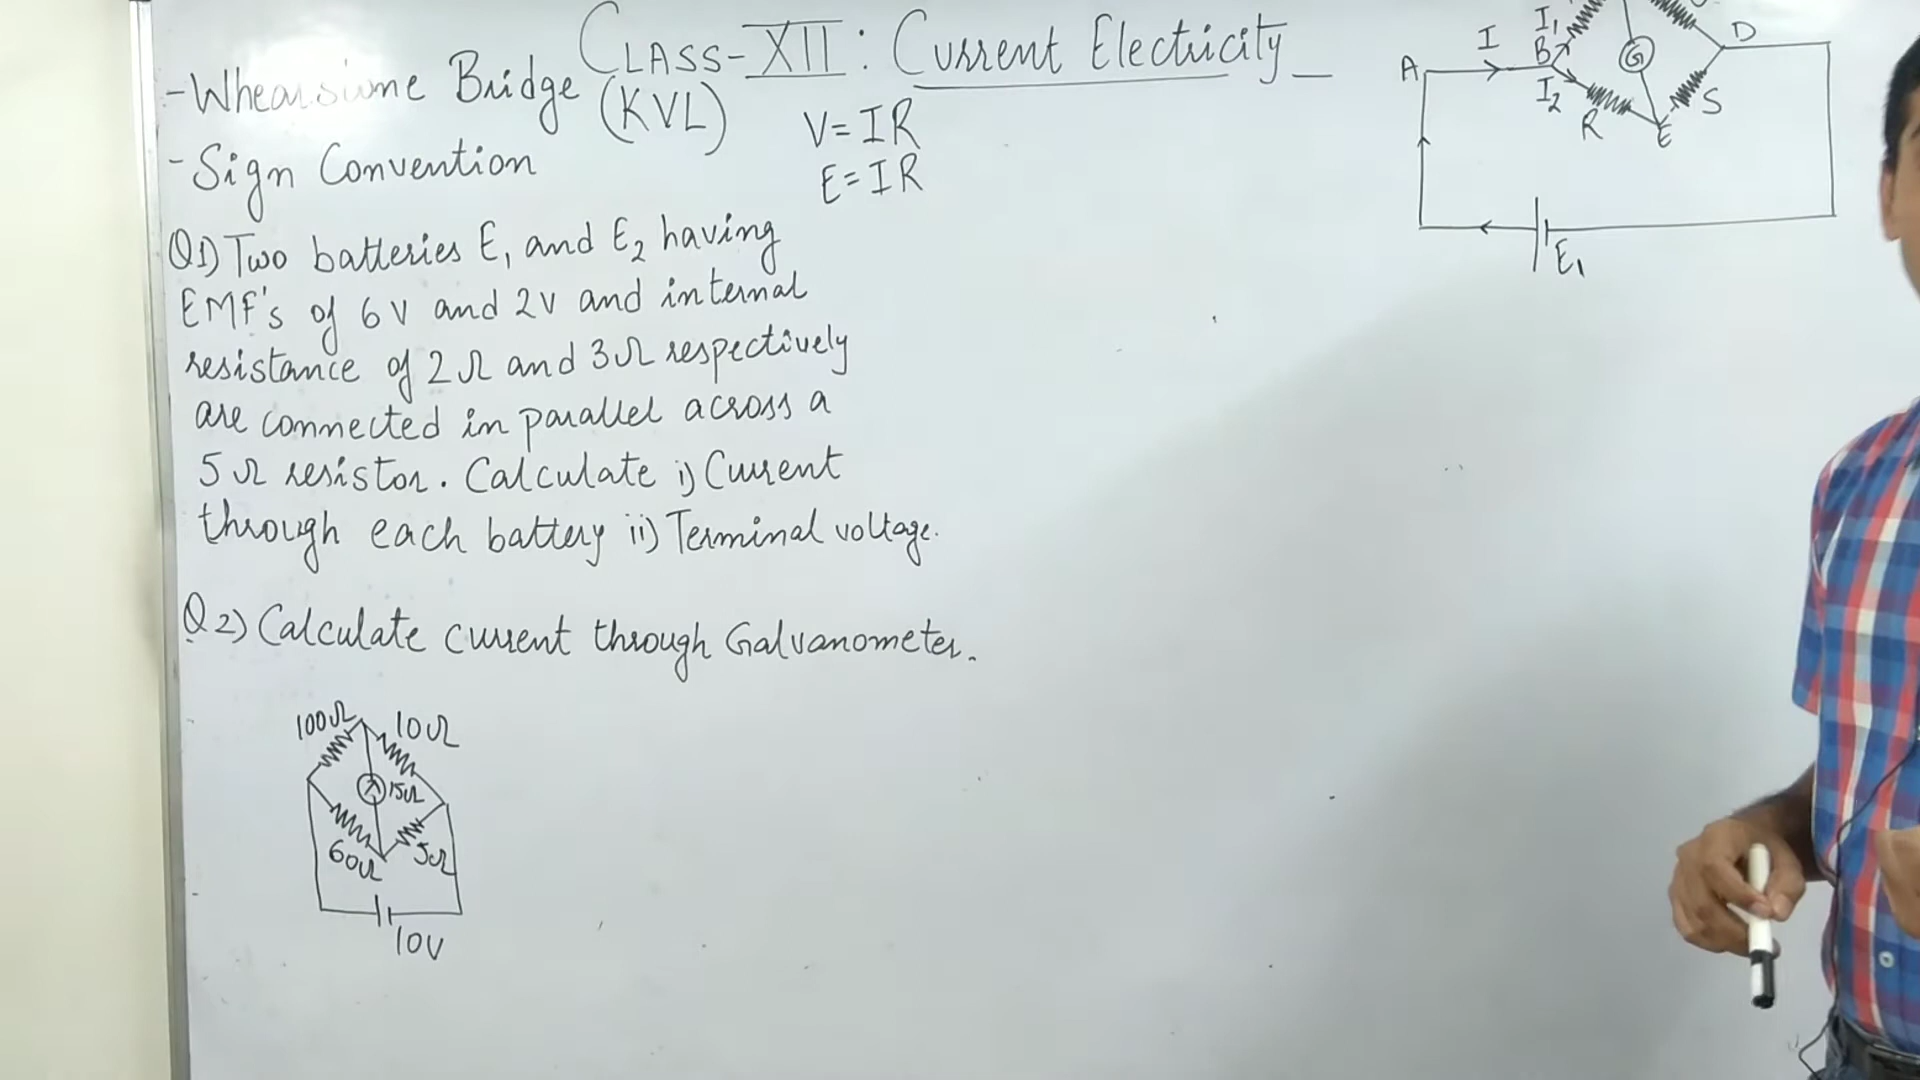 CLASS-XII: Current Electricity
- Bridge (KVL)
- Sign Convention
V=IR
E=IR
Q1) Two batteries E1 and E2 having
EMF's of 6V and 2V and internal
resistance of 2Ω and 3Ω respectively
are connected in parallel across a
5Ω resistor. Calculate i) Current
through each battery ii) Terminal voltage.
Q2) Calculate current through Galvanometer.
100Ω 10Ω
15Ω
60Ω 5Ω
10V
A I I1 B D
G
I2 R E S
E1